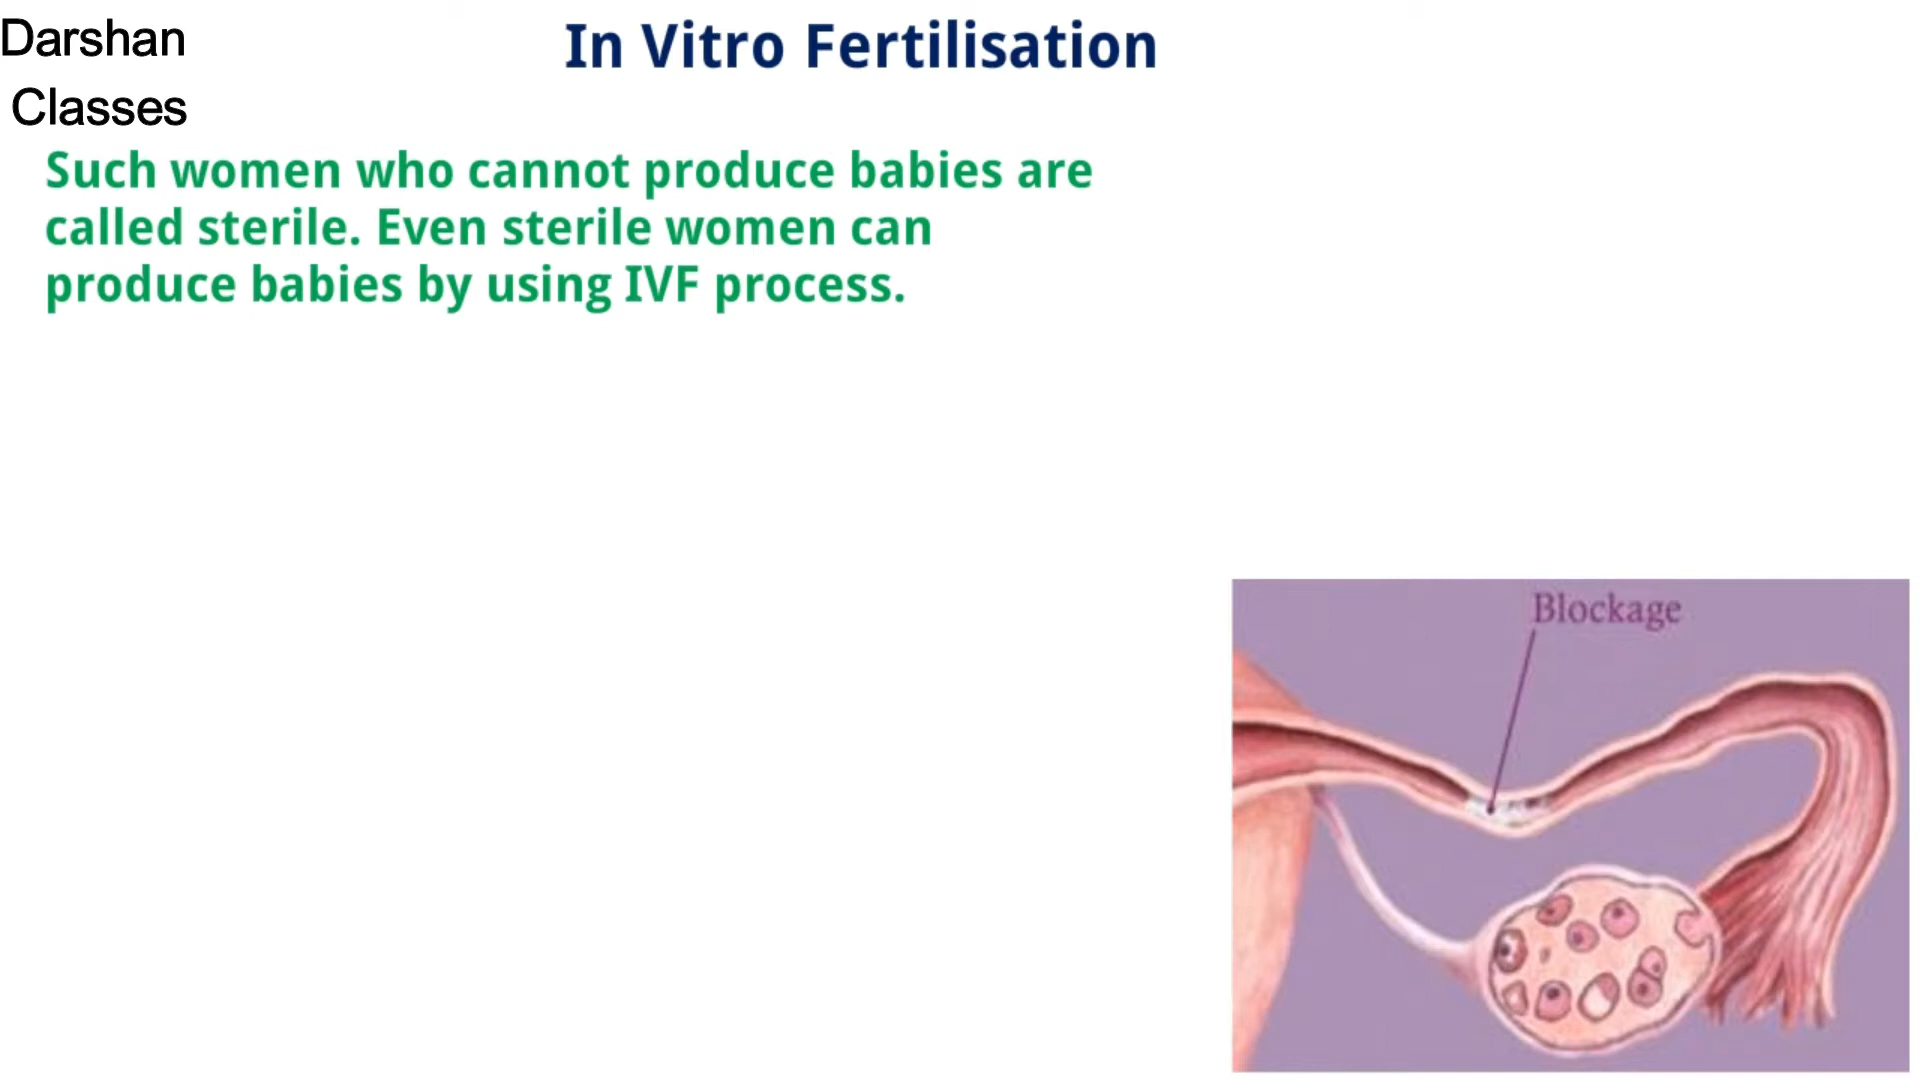 Darshan
Classes
In Vitro Fertilisation
Such women who cannot produce babies are
called sterile. Even sterile women can
produce babies by using IVF process.
Blockage